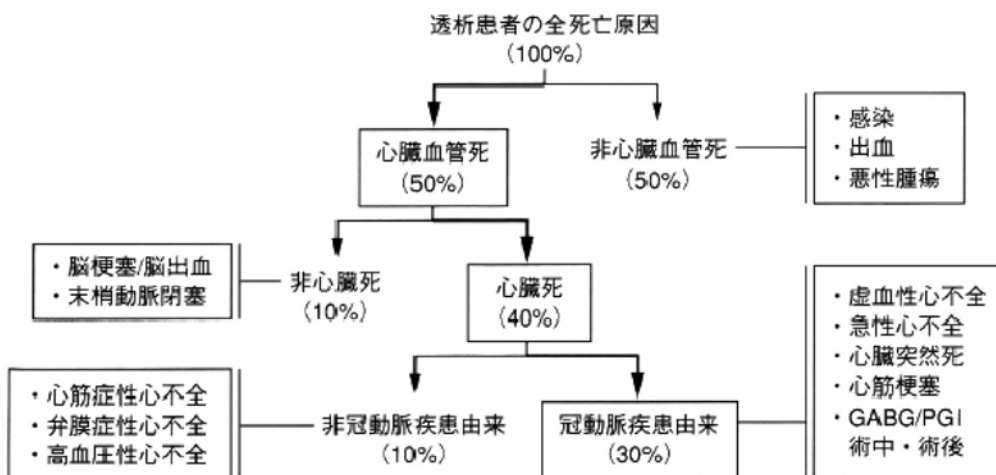 透析患者の全死亡原因
(100%)
心臓血管死
(50%)
非心臓血管死
(50%)
・感染
・出血
・悪性腫瘍
・脳梗塞/脳出血
・末梢動脈閉塞
非心臓死
(10%)
心臓死
(40%)
・虚血性心不全
・急性心不全
・心臓突然死
・心筋梗塞
・GABG/PGI
術中・術後
・心筋症性心不全
・弁膜症性心不全
・高血圧性心不全
非冠動脈疾患由来
(10%)
冠動脈疾患由来
(30%)